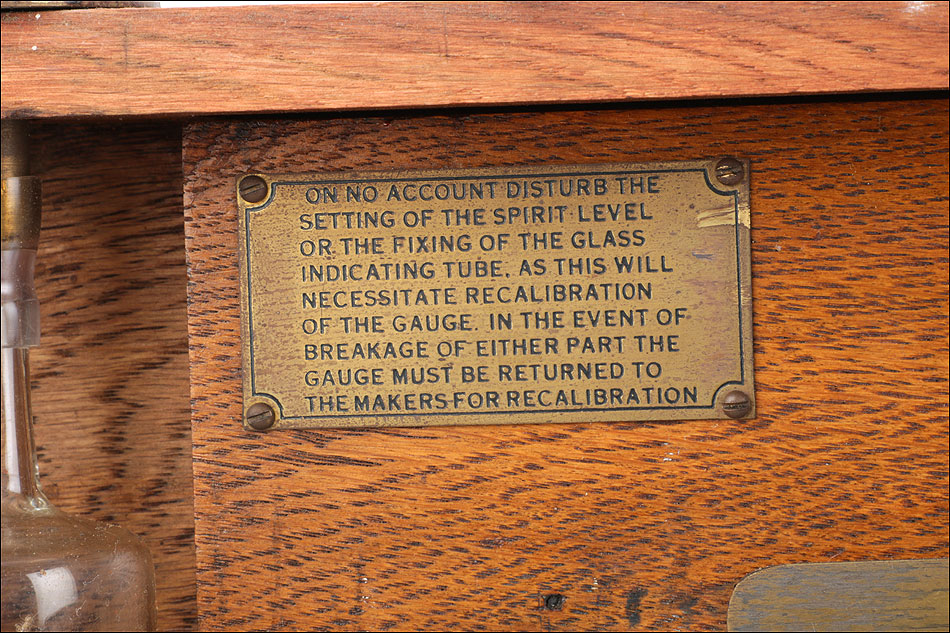 ON NO ACCOUNT DISTURB THE
SETTING OF THE SPIRIT LEVEL
OR THE FIXING OF THE GLASS
INDICATING TUBE, AS THIS WILL
NECESSITATE RECALIBRATION
OF THE GAUGE. IN THE EVENT OF
BREAKAGE OF EITHER PART THE
GAUGE MUST BE RETURNED TO
THE MAKERS FOR RECALIBRATION